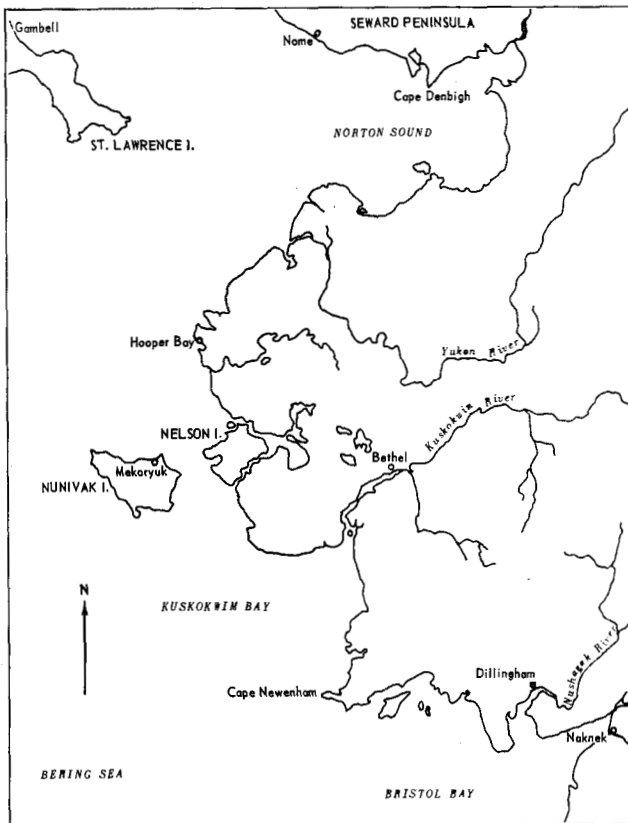 Gambell
SEWARD PENINSULA
Nome
Cape Denbigh
NORTON SOUND
ST. LAWRENCE I.
Hooper Bay
Yukon River
Kuskokwim River
NELSON I.
Bethel
Mekoryuk
NUNIVAK I.
N
KUSKOKWIM BAY
Nushagak River
Dillingham
Cape Newenham
Naknek
BERING SEA
BRISTOL BAY